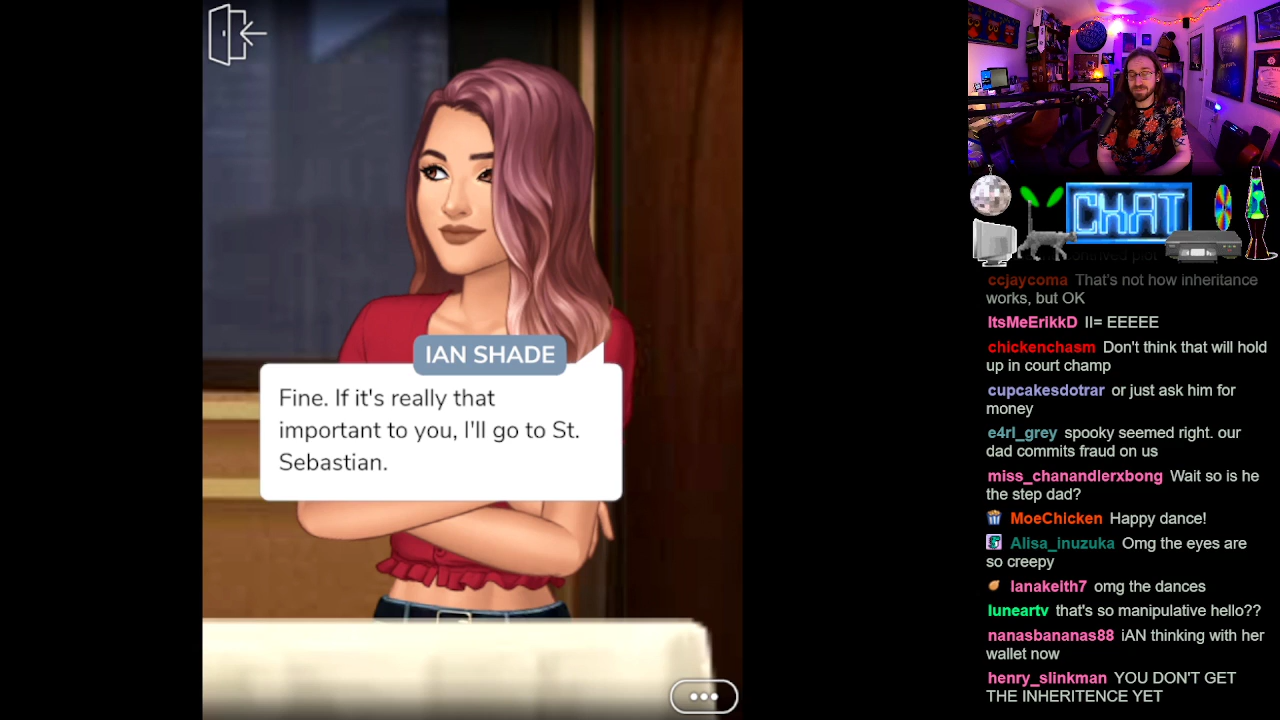 IAN SHADE
Fine. If it's really that
important to you, I'll go to St.
Sebastian.
CHAT
ccjaycoma That's not how inheritance
works, but OK
ItsMeErikkD II= EEEEE
chickenchasm Don't think that will hold
up in court champ
cupcakesdotrar or just ask him for
money
e4rl_grey spooky seemed right. our
dad commits fraud on us
miss_chanandlerxbong Wait so is he
the step dad?
MoeChicken Happy dance!
Alisa_inuzuka Omg the eyes are
so creepy
lanakeith7 omg the dances
luneartv that's so manipulative hello??
nanasbananas88 iAN thinking with her
wallet now
henry_slinkman YOU DON'T GET
THE INHERITENCE YET